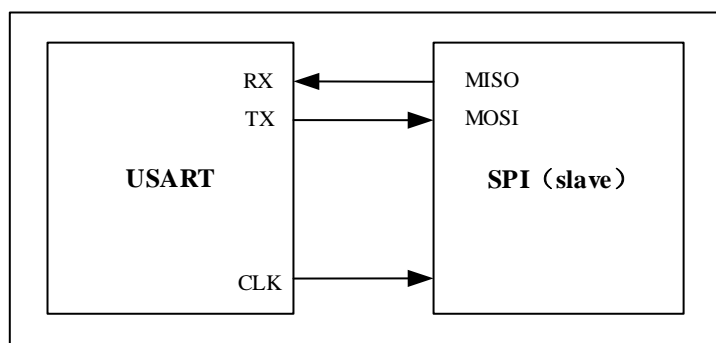 RX
MISO
TX
MOSI
USART
SPI（slave）
CLK